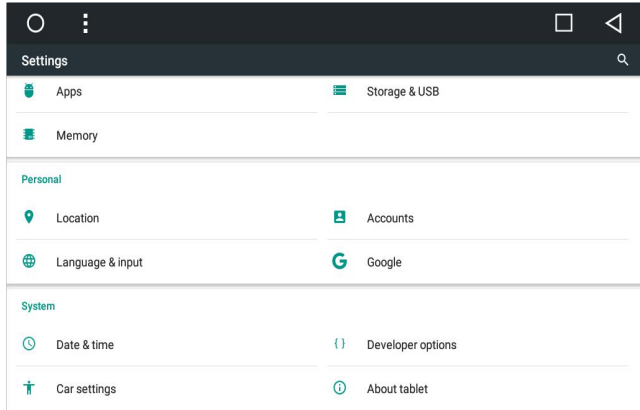 Settings
Apps
Storage & USB
Memory
Personal
Location
Accounts
Language & input
Google
System
Date & time
Developer options
Car settings
About tablet